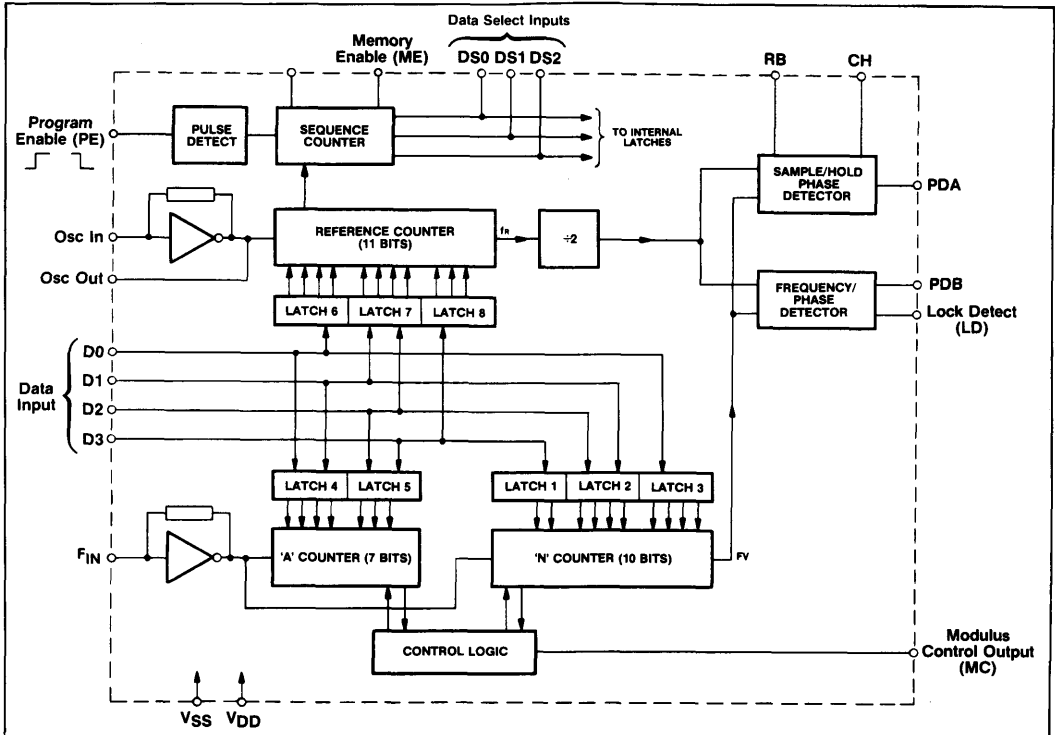 Data Select Inputs
Memory
Enable (ME)
DS0 DS1 DS2
RB
CH
Program
Enable (PE)
PULSE
DETECT
SEQUENCE
COUNTER
TO INTERNAL
LATCHES
SAMPLE/HOLD
PHASE
DETECTOR
PDA
Osc In
REFERENCE COUNTER
(11 BITS)
fR
÷2
Osc Out
LATCH 6
LATCH 7
LATCH 8
FREQUENCY/
PHASE
DETECTOR
PDB
Lock Detect
(LD)
Data
Input
D0
D1
D2
D3
LATCH 4
LATCH 5
LATCH 1
LATCH 2
LATCH 3
FIN
'A' COUNTER (7 BITS)
'N' COUNTER (10 BITS)
FV
CONTROL LOGIC
Modulus
Control Output
(MC)
VSS
VDD